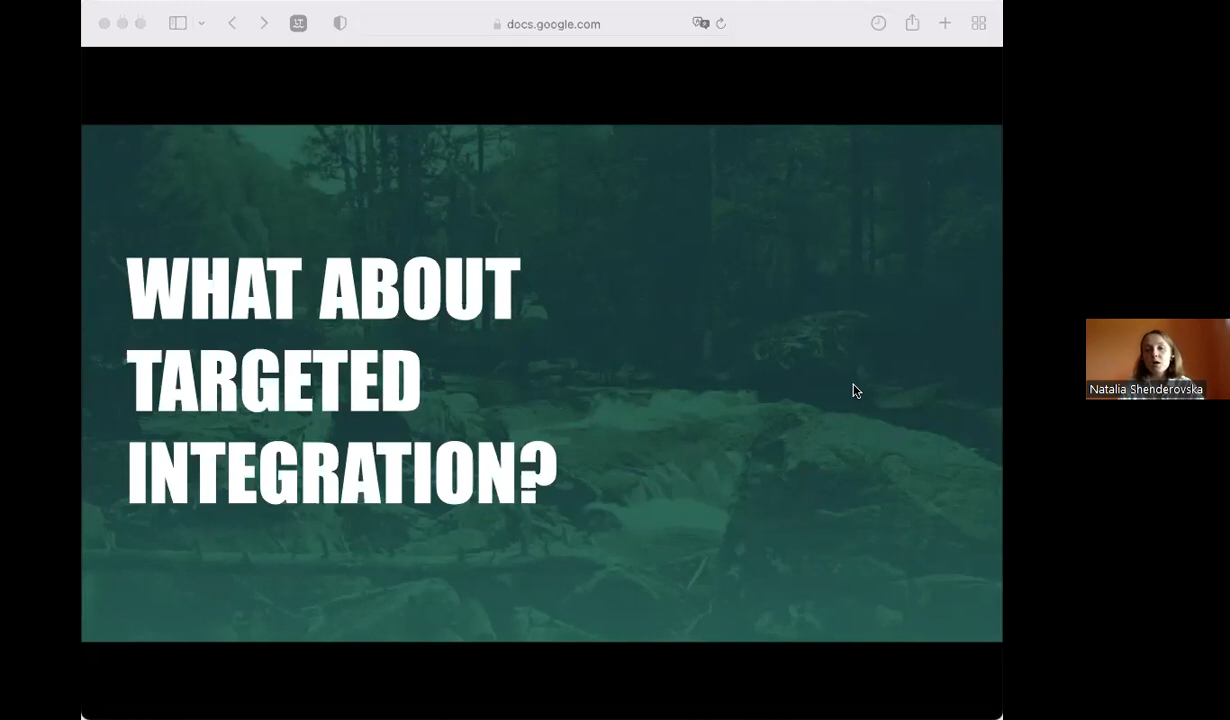 docs.google.com
WHAT ABOUT
TARGETED
INTEGRATION?
Natalia Shenderovska